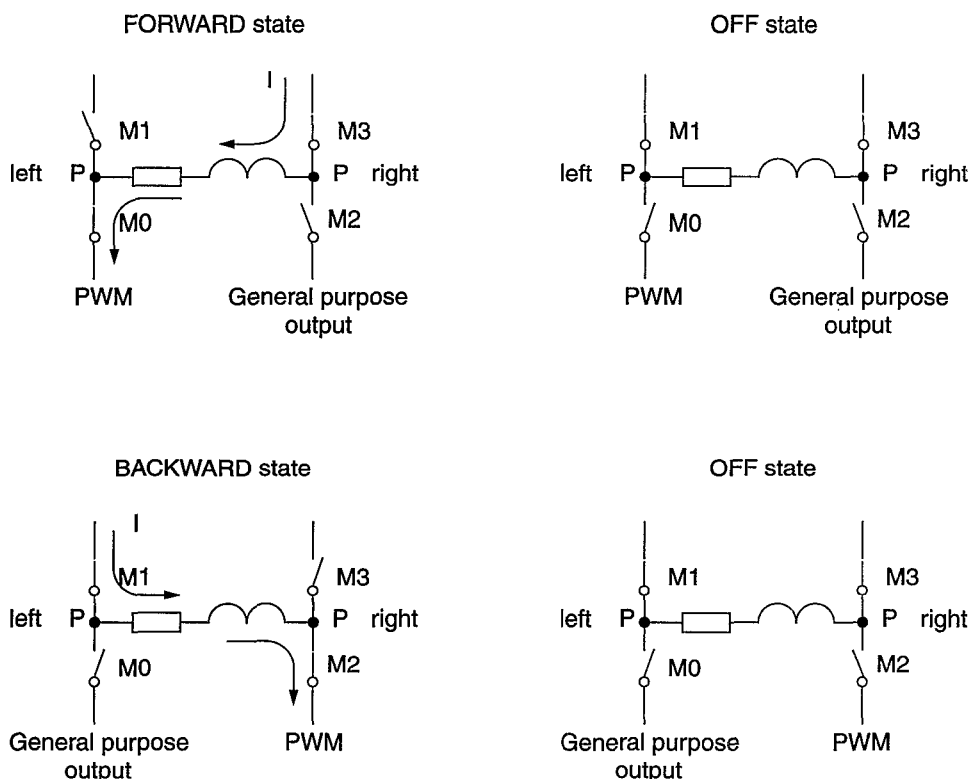 FORWARD state
OFF state
I
M1
M3
M1
M3
left
P
P
right
left
P
P
right
M0
M2
M0
M2
PWM
General purpose
output
PWM
General purpose
output
BACKWARD state
OFF state
I
M1
M3
M1
M3
left
P
P
right
left
P
P
right
M0
M2
M0
M2
General purpose
output
PWM
General purpose
output
PWM